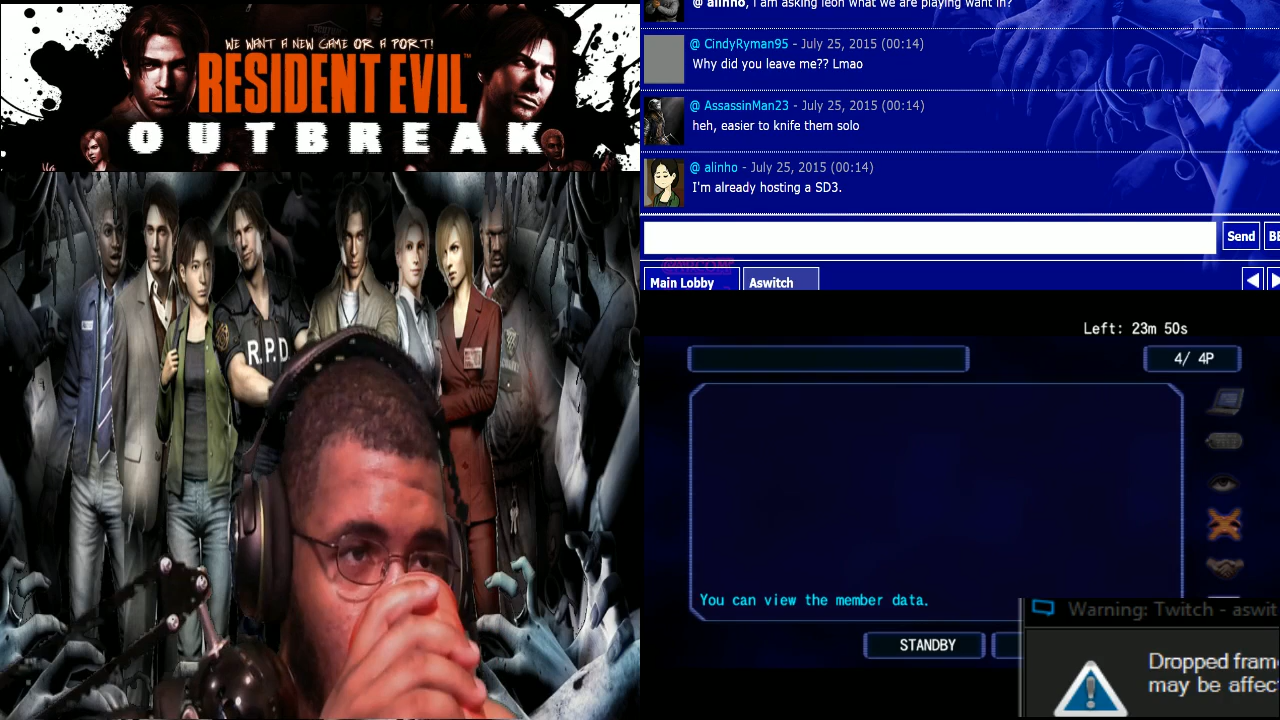 WE WANT A NEW GAME OR A PORT!
RESIDENT EVIL™
OUTBREAK
R.P.D
@ alinho, i am asking leon what we are playing want in?
@ CindyRyman95 - July 25, 2015 (00:14)
Why did you leave me?? Lmao
@ AssassinMan23 - July 25, 2015 (00:14)
heh, easier to knife them solo
@ alinho - July 25, 2015 (00:14)
I'm already hosting a SD3.
Send
Main Lobby
Aswitch
Left: 23m 50s
4/ 4P
You can view the member data.
STANDBY
Warning: Twitch - aswit
Dropped fram
may be affec